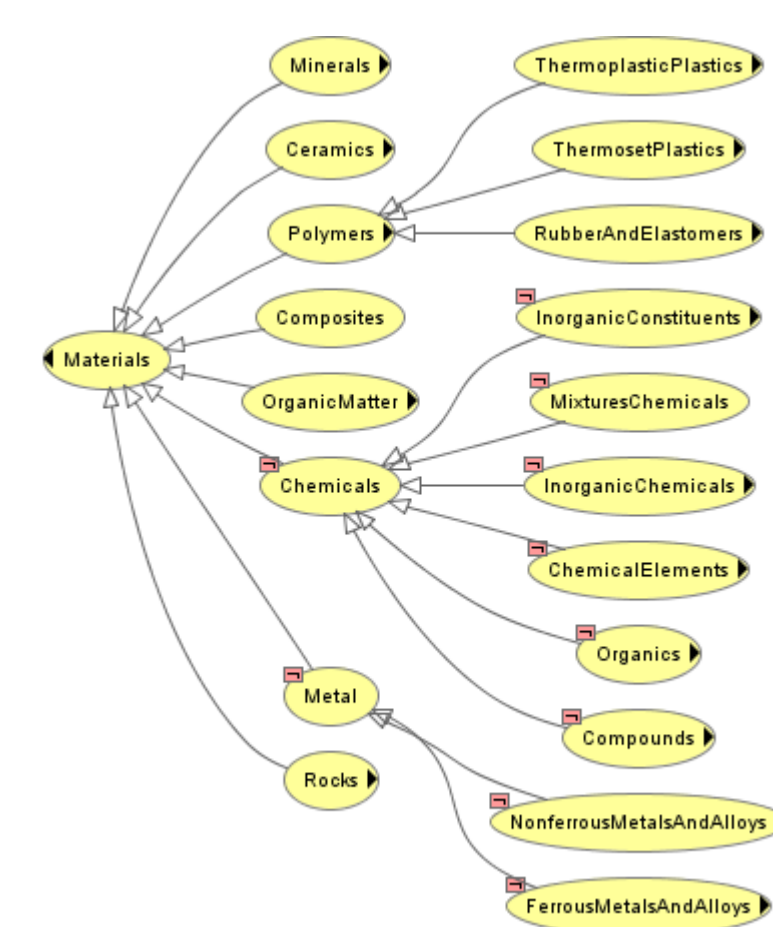 Minerals
ThermoplasticPlastics
Ceramics
ThermosetPlastics
Polymers
RubberAndElastomers
Composites
InorganicConstituents
Materials
OrganicMatter
MixturesChemicals
Chemicals
InorganicChemicals
ChemicalElements
Organics
Metal
Compounds
Rocks
NonferrousMetalsAndAlloys
FerrousMetalsAndAlloys